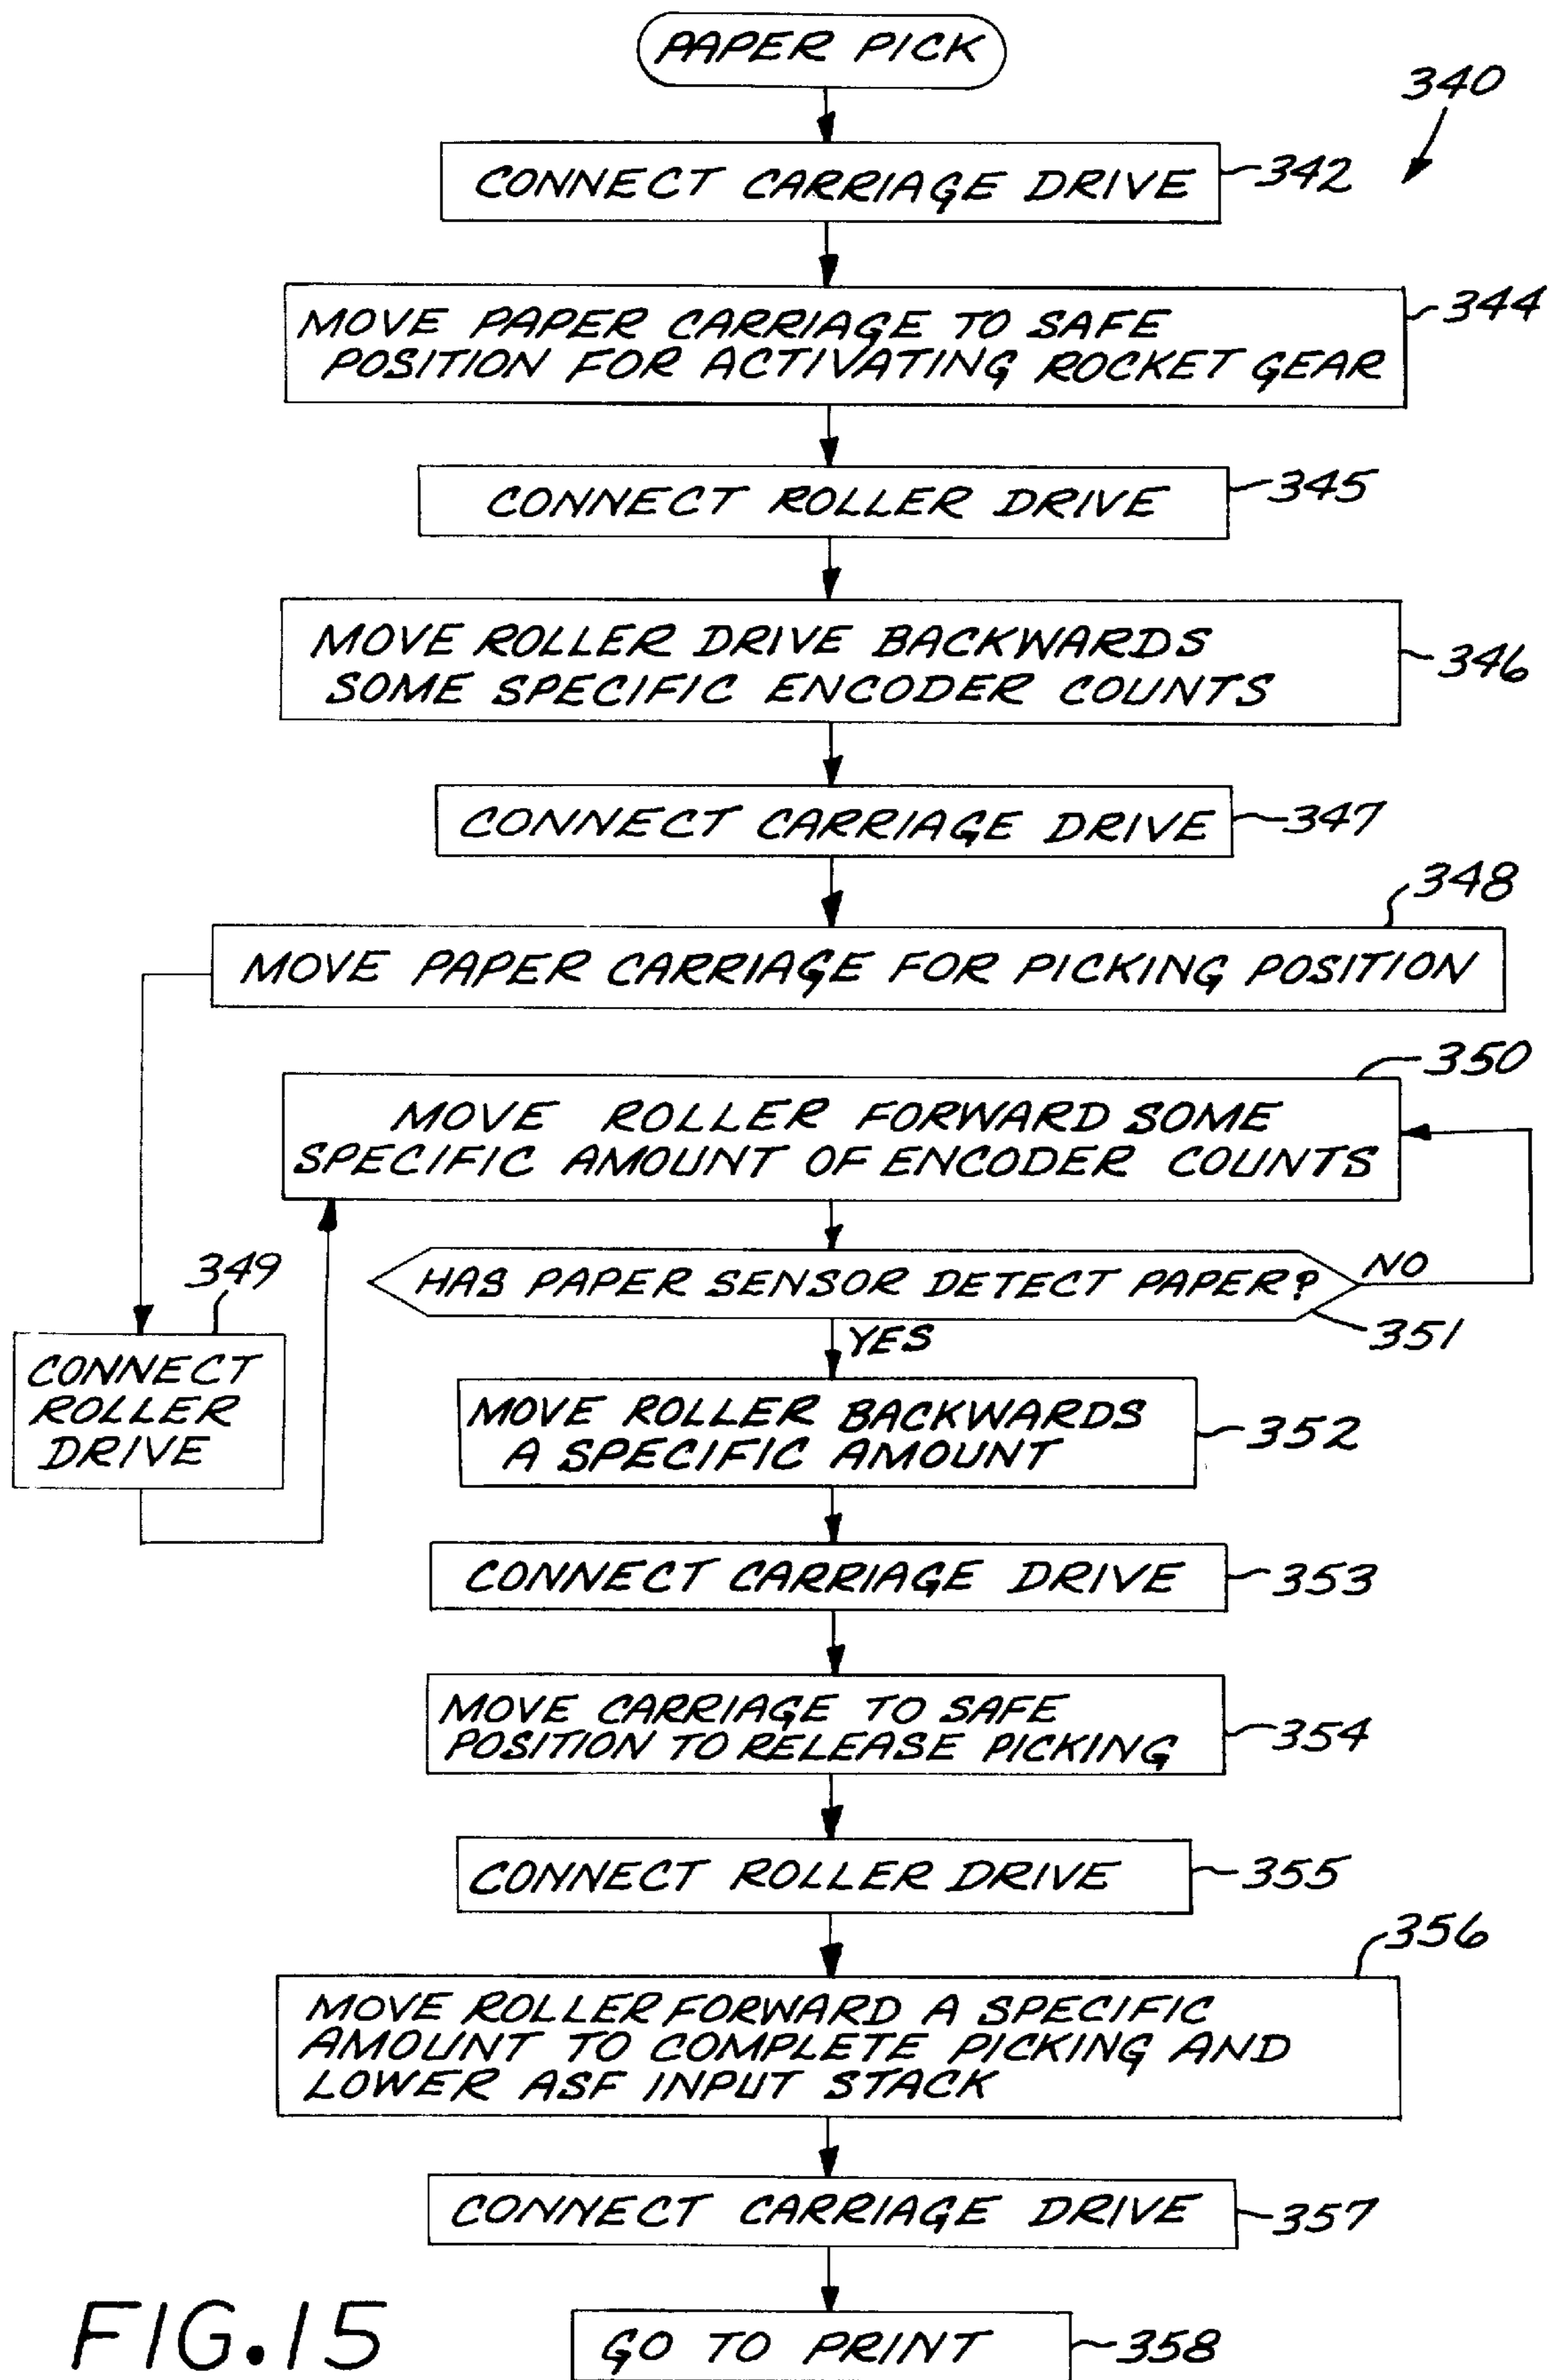 PAPER PICK
340
CONNECT CARRIAGE DRIVE
342
MOVE PAPER CARRIAGE TO SAFE
POSITION FOR ACTIVATING ROCKET GEAR
344
CONNECT ROLLER DRIVE
345
MOVE ROLLER DRIVE BACKWARDS
SOME SPECIFIC ENCODER COUNTS
346
CONNECT CARRIAGE DRIVE
347
348
MOVE PAPER CARRIAGE FOR PICKING POSITION
350
MOVE ROLLER FORWARD SOME
SPECIFIC AMOUNT OF ENCODER COUNTS
349
CONNECT
ROLLER
DRIVE
HAS PAPER SENSOR DETECT PAPER?
NO
351
YES
MOVE ROLLER BACKWARDS
A SPECIFIC AMOUNT
352
CONNECT CARRIAGE DRIVE
353
MOVE CARRIAGE TO SAFE
POSITION TO RELEASE PICKING
354
CONNECT ROLLER DRIVE
355
356
MOVE ROLLER FORWARD A SPECIFIC
AMOUNT TO COMPLETE PICKING AND
LOWER ASF INPUT STACK
CONNECT CARRIAGE DRIVE
357
GO TO PRINT
358
FIG.15